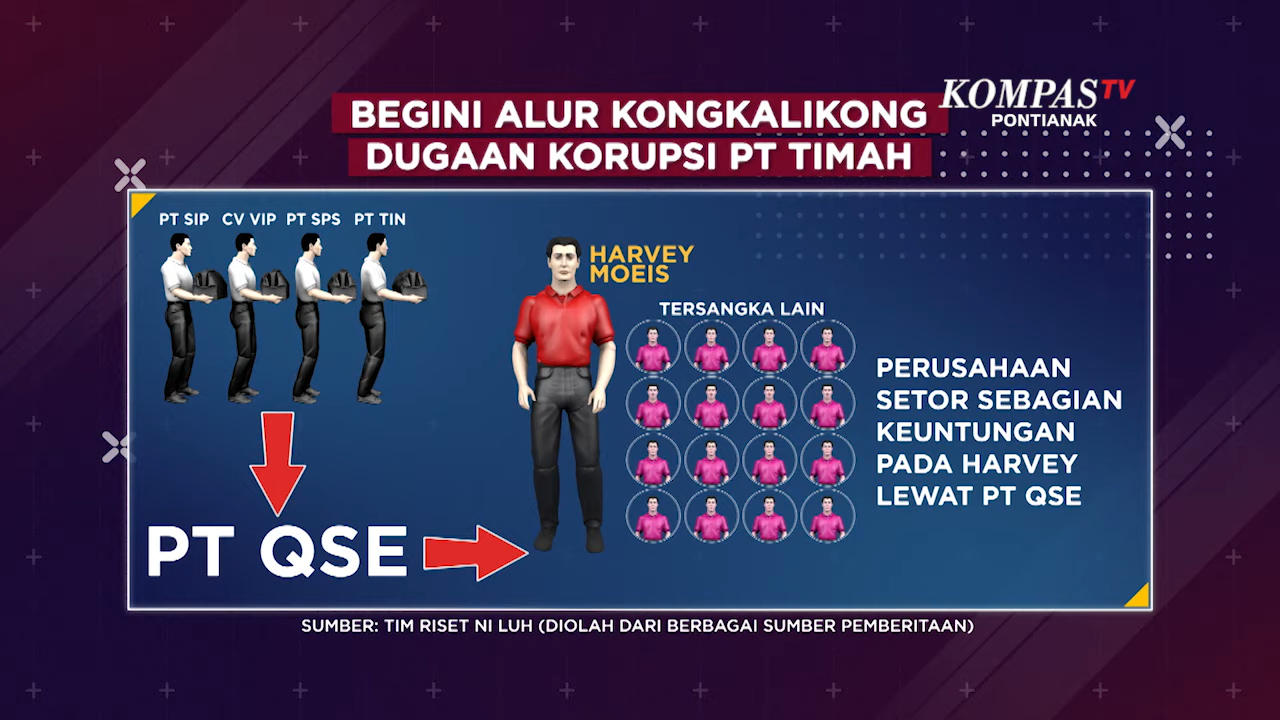 BEGINI ALUR KONGKALIKONG
DUGAAN KORUPSI PT TIMAH
KOMPAS TV
PONTIANAK
PT SIP CV VIP PT SPS PT TIN
HARVEY
MOEIS
TERSANGKA LAIN
PERUSAHAAN
SETOR SEBAGIAN
KEUNTUNGAN
PADA HARVEY
LEWAT PT QSE
PT QSE
SUMBER: TIM RISET NI LUH (DIOLAH DARI BERBAGAI SUMBER PEMBERITAAN)